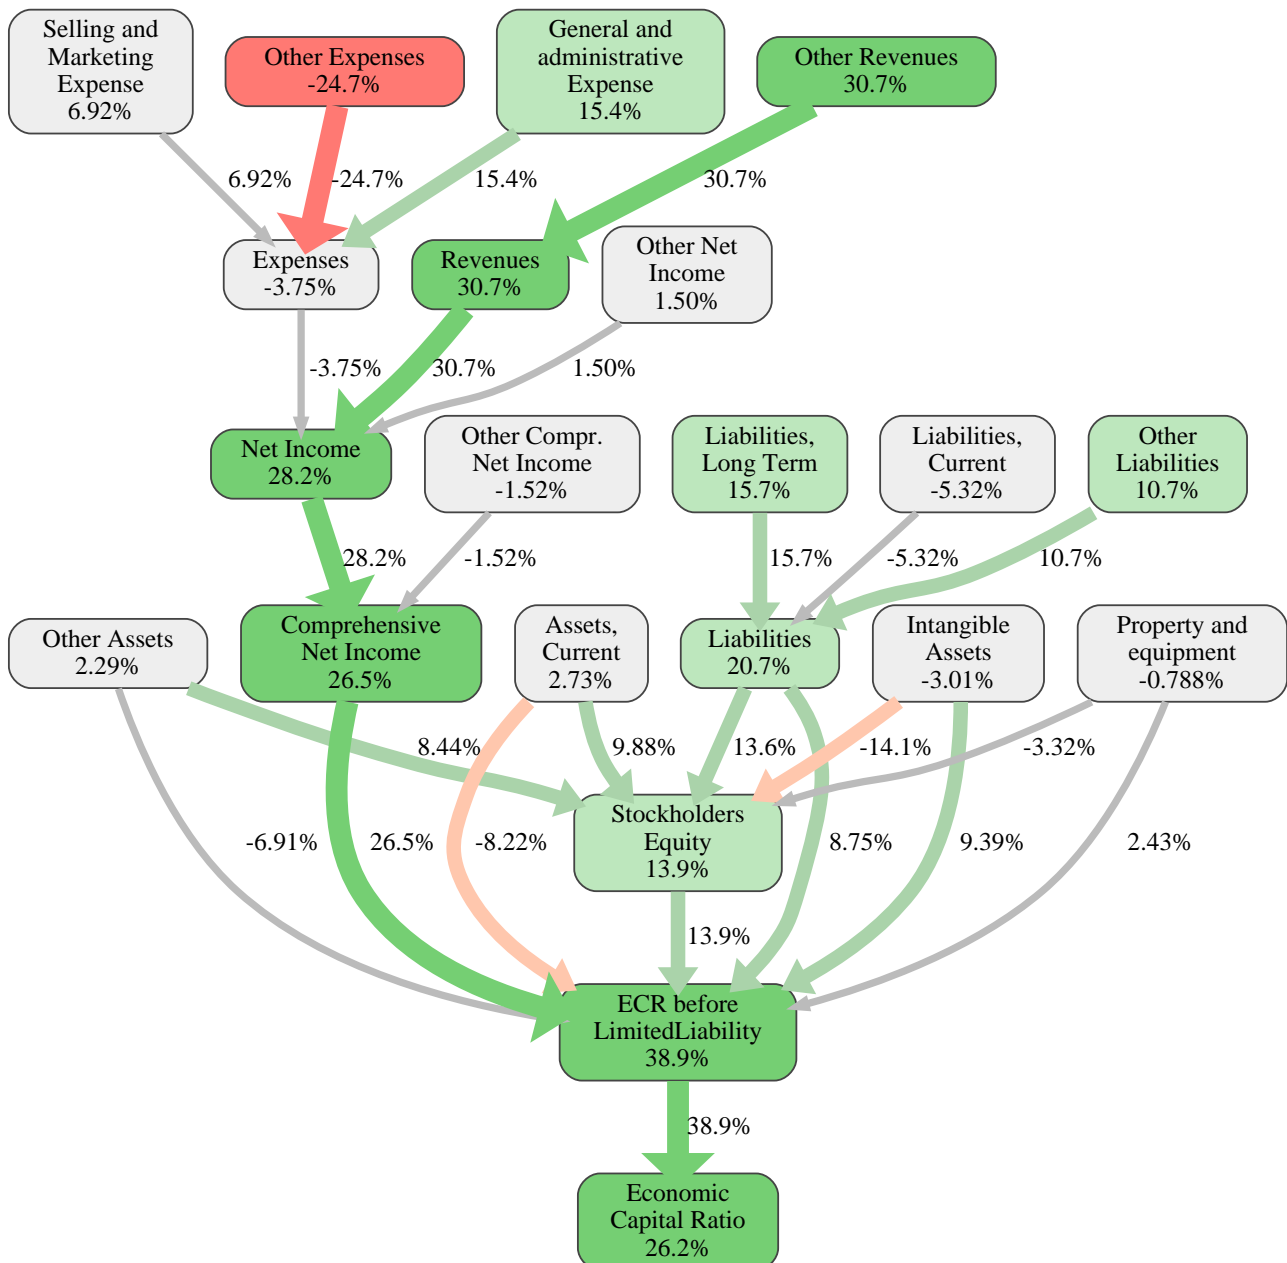 Selling and
Marketing
Expense
6.92%
Other Expenses
-24.7%
General and
administrative
Expense
15.4%
Other Revenues
30.7%
6.92%
-24.7%
15.4%
30.7%
Expenses
-3.75%
Revenues
30.7%
Other Net
Income
1.50%
-3.75%
30.7%
1.50%
Net Income
28.2%
Other Compr.
Net Income
-1.52%
Liabilities,
Long Term
15.7%
Liabilities,
Current
-5.32%
Other
Liabilities
10.7%
28.2%
-1.52%
15.7%
-5.32%
10.7%
Other Assets
2.29%
Comprehensive
Net Income
26.5%
Assets,
Current
2.73%
Liabilities
20.7%
Intangible
Assets
-3.01%
Property and
equipment
-0.788%
8.44%
9.88%
13.6%
-14.1%
-3.32%
Stockholders
Equity
13.9%
-6.91%
26.5%
-8.22%
8.75%
9.39%
2.43%
13.9%
ECR before
LimitedLiability
38.9%
38.9%
Economic
Capital Ratio
26.2%